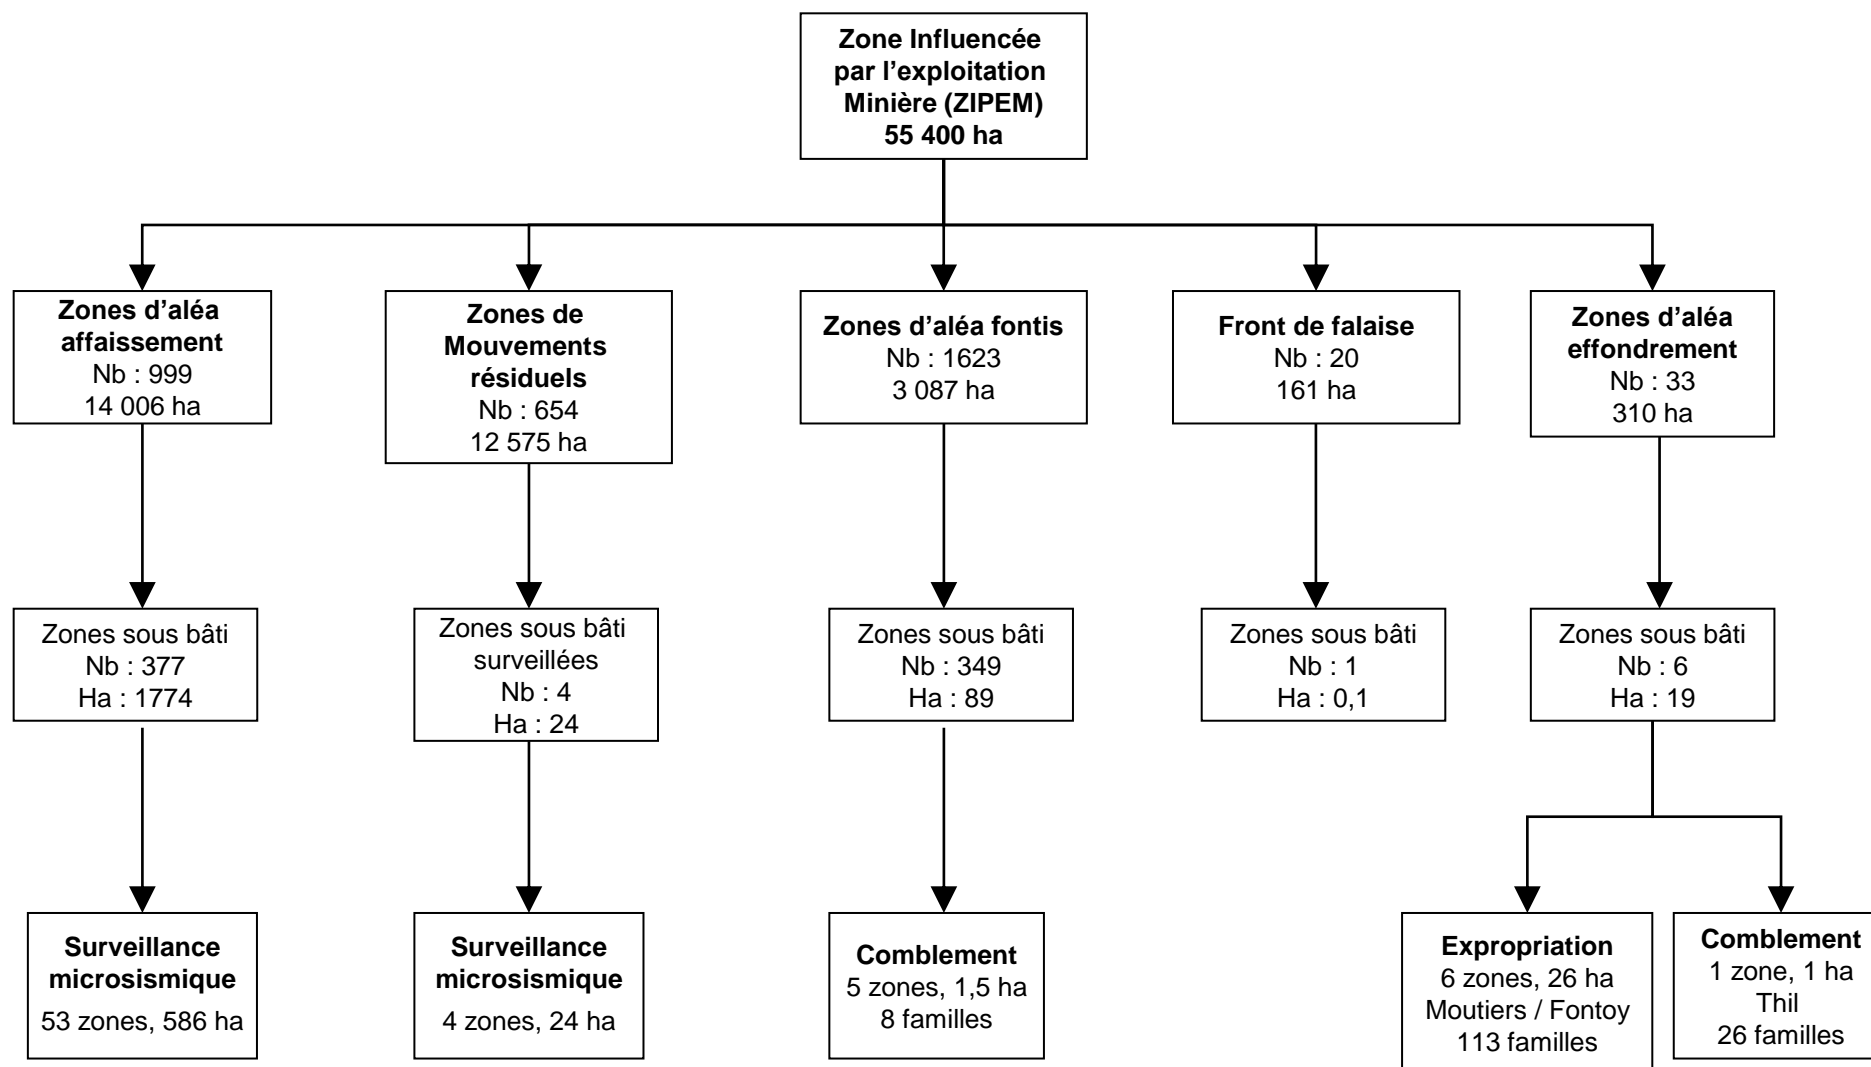 Zone Influencée
par l’exploitation
Minière (ZIPEM)
55 400 ha
Zones d’aléa
affaissement
Nb : 999
14 006 ha
Zones de
Mouvements
résiduels
Nb : 654
12 575 ha
Zones d’aléa fontis
Nb : 1623
3 087 ha
Front de falaise
Nb : 20
161 ha
Zones d’aléa
effondrement
Nb : 33
310 ha
Zones sous bâti
Nb : 377
Ha : 1774
Zones sous bâti
surveillées
Nb : 4
Ha : 24
Zones sous bâti
Nb : 349
Ha : 89
Zones sous bâti
Nb : 1
Ha : 0,1
Zones sous bâti
Nb : 6
Ha : 19
Surveillance
microsismique
53 zones, 586 ha
Surveillance
microsismique
4 zones, 24 ha
Comblement
5 zones, 1,5 ha
8 familles
Expropriation
6 zones, 26 ha
Moutiers / Fontoy
113 familles
Comblement
1 zone, 1 ha
Thil
26 familles